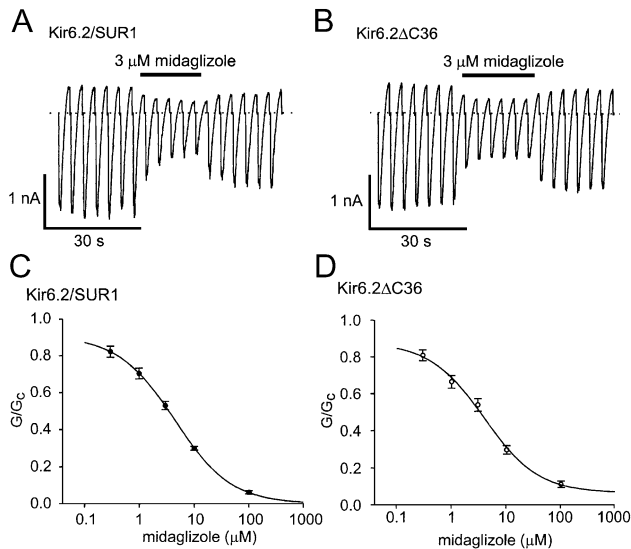 A
Kir6.2/SUR1
3 μM midaglizole
1 nA
30 s
B
Kir6.2ΔC36
3 μM midaglizole
1 nA
30 s
C
Kir6.2/SUR1
1.0
0.8
0.6
0.4
0.2
0.0
G/Gc
0.1 1 10 100 1000
midaglizole (μM)
D
Kir6.2ΔC36
1.0
0.8
0.6
0.4
0.2
0.0
G/Gc
0.1 1 10 100 1000
midaglizole (μM)